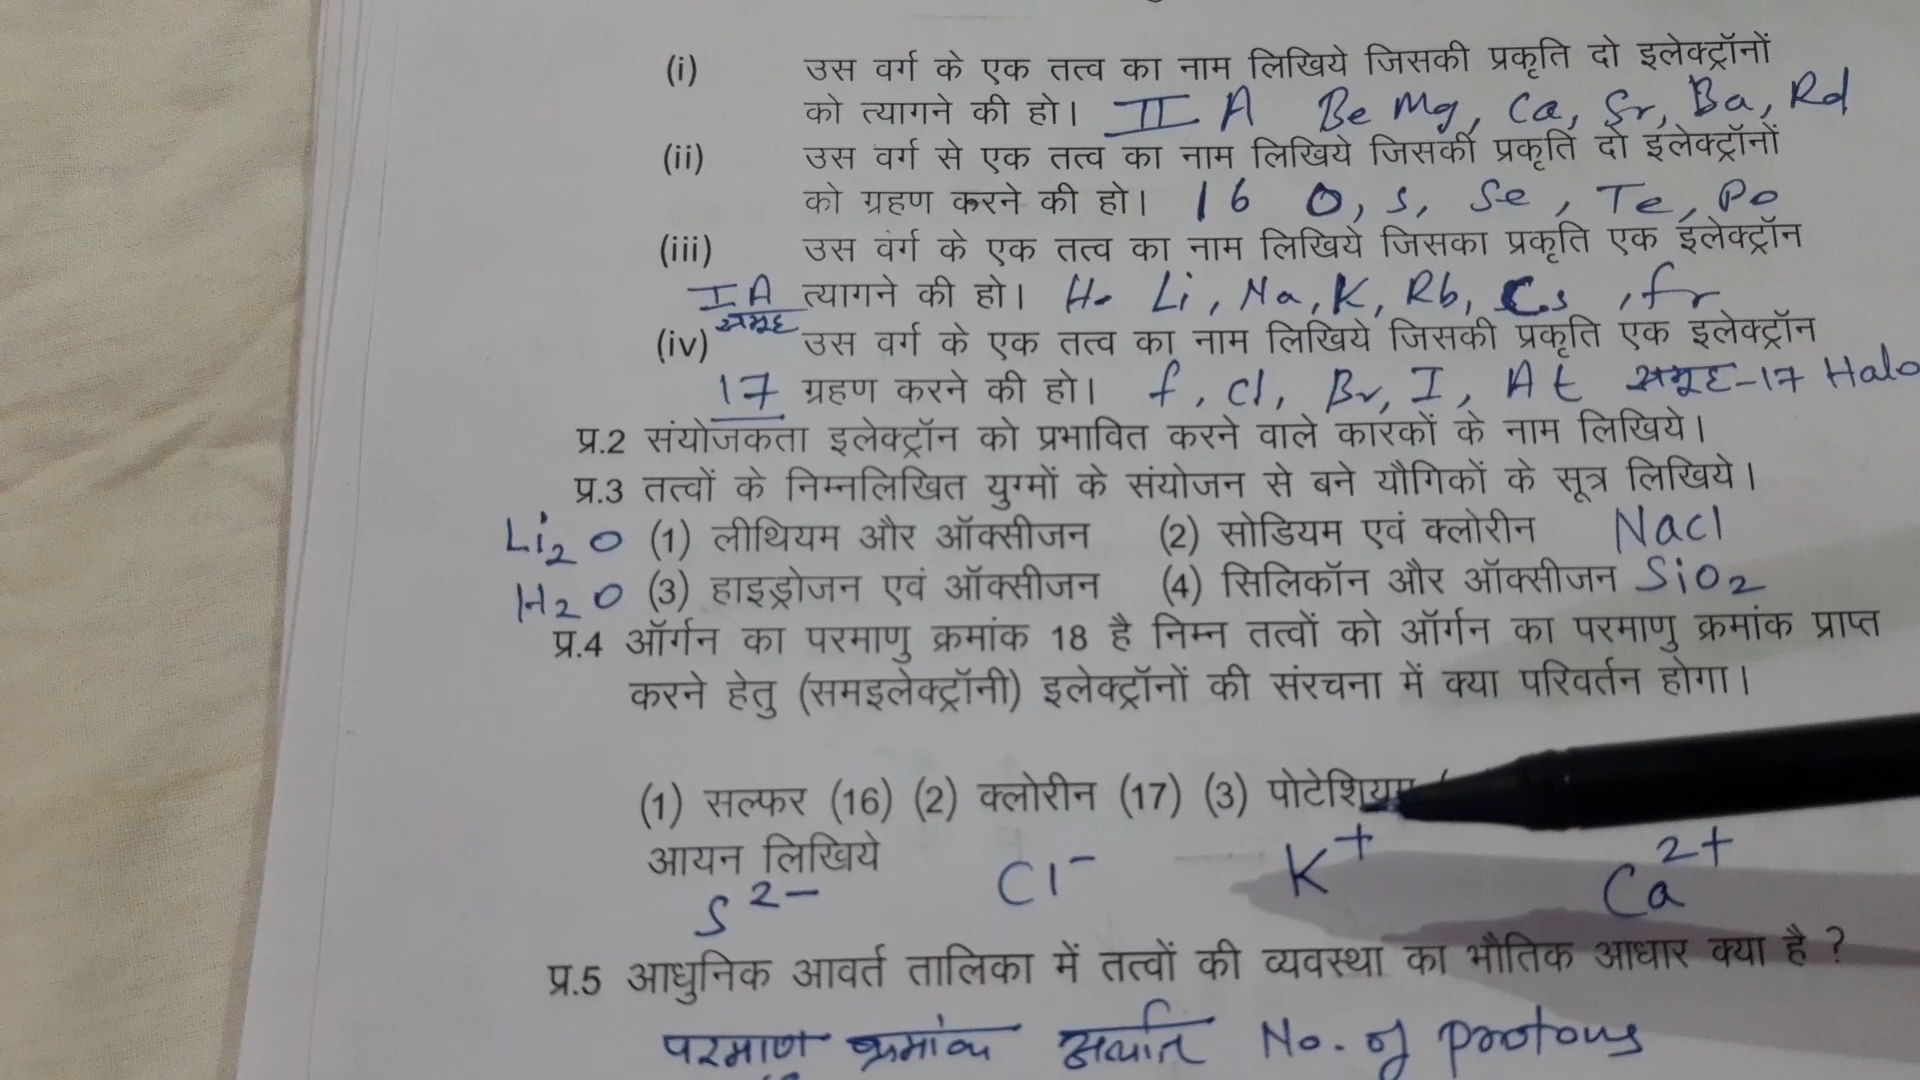 (i) उस वर्ग के एक तत्व का नाम लिखिये जिसकी प्रकृति दो इलेक्ट्रॉनों
को त्यागने की हो। II A Be Mg, Ca, Sr, Ba, Rd
(ii) उस वर्ग से एक तत्व का नाम लिखिये जिसकी प्रकृति दो इलेक्ट्रॉनों
को ग्रहण करने की हो। 16 O, S, Se, Te, Po
(iii) उस वर्ग के एक तत्व का नाम लिखिये जिसका प्रकृति एक इलेक्ट्रॉन
I A त्यागने की हो। H Li, Na, K, Rb, Cs, fr
समूह
(iv) उस वर्ग के एक तत्व का नाम लिखिये जिसकी प्रकृति एक इलेक्ट्रॉन
17 ग्रहण करने की हो। f, Cl, Br, I, At समूह-17 Halo
प्र.2 संयोजकता इलेक्ट्रॉन को प्रभावित करने वाले कारकों के नाम लिखिये।
प्र.3 तत्वों के निम्नलिखित युग्मों के संयोजन से बने यौगिकों के सूत्र लिखिये।
Li₂O (1) लीथियम और ऑक्सीजन (2) सोडियम एवं क्लोरीन NaCl
H₂O (3) हाइड्रोजन एवं ऑक्सीजन (4) सिलिकॉन और ऑक्सीजन SiO₂
प्र.4 ऑर्गन का परमाणु क्रमांक 18 है निम्न तत्वों को ऑर्गन का परमाणु क्रमांक प्राप्त
करने हेतु (समइलेक्ट्रॉनी) इलेक्ट्रॉनों की संरचना में क्या परिवर्तन होगा।
(1) सल्फर (16) (2) क्लोरीन (17) (3) पोटेशियम
आयन लिखिये
S²⁻ Cl⁻ K⁺ Ca²⁺
प्र.5 आधुनिक आवर्त तालिका में तत्वों की व्यवस्था का भौतिक आधार क्या है ?
परमाणु क्रमांक अर्थात No. of protons